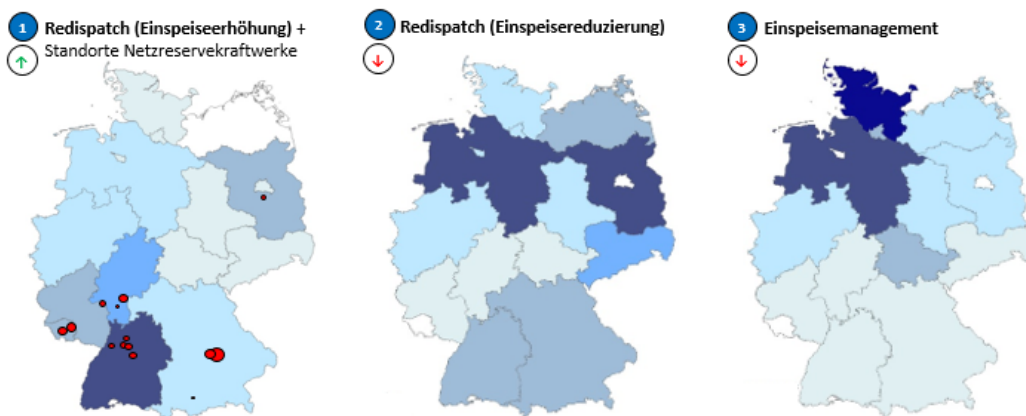 1 Redispatch (Einspeiseerhöhung) +
↑ Standorte Netzreservekraftwerke
2 Redispatch (Einspeisereduzierung)
↓
3 Einspeisemanagement
↓